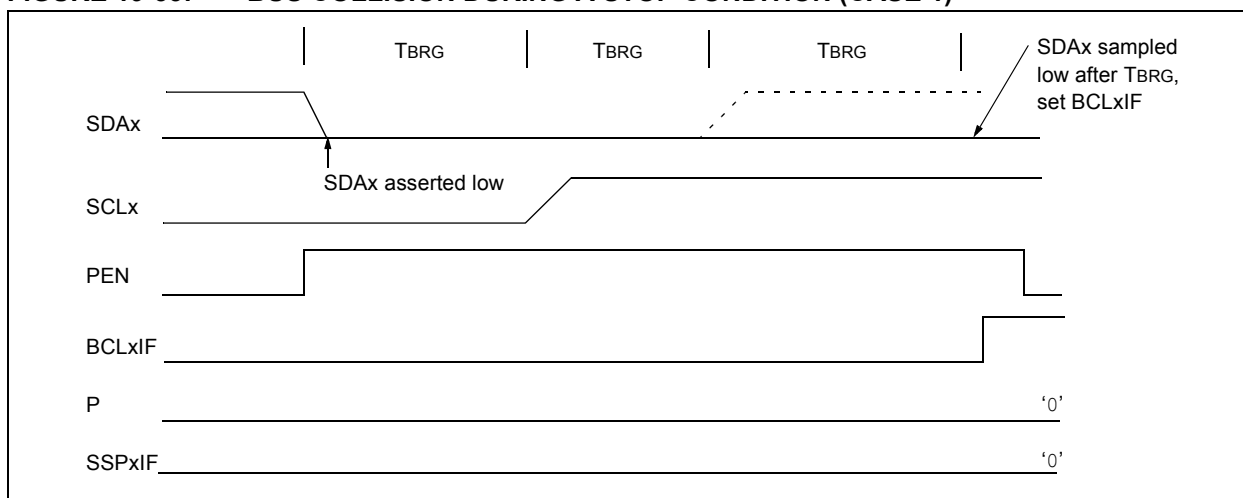 TBRG TBRG TBRG
SDAx sampled
low after TBRG,
set BCLxIF
SDAx
SDAx asserted low
SCLx
PEN
BCLxIF
P '0'
SSPxIF '0'